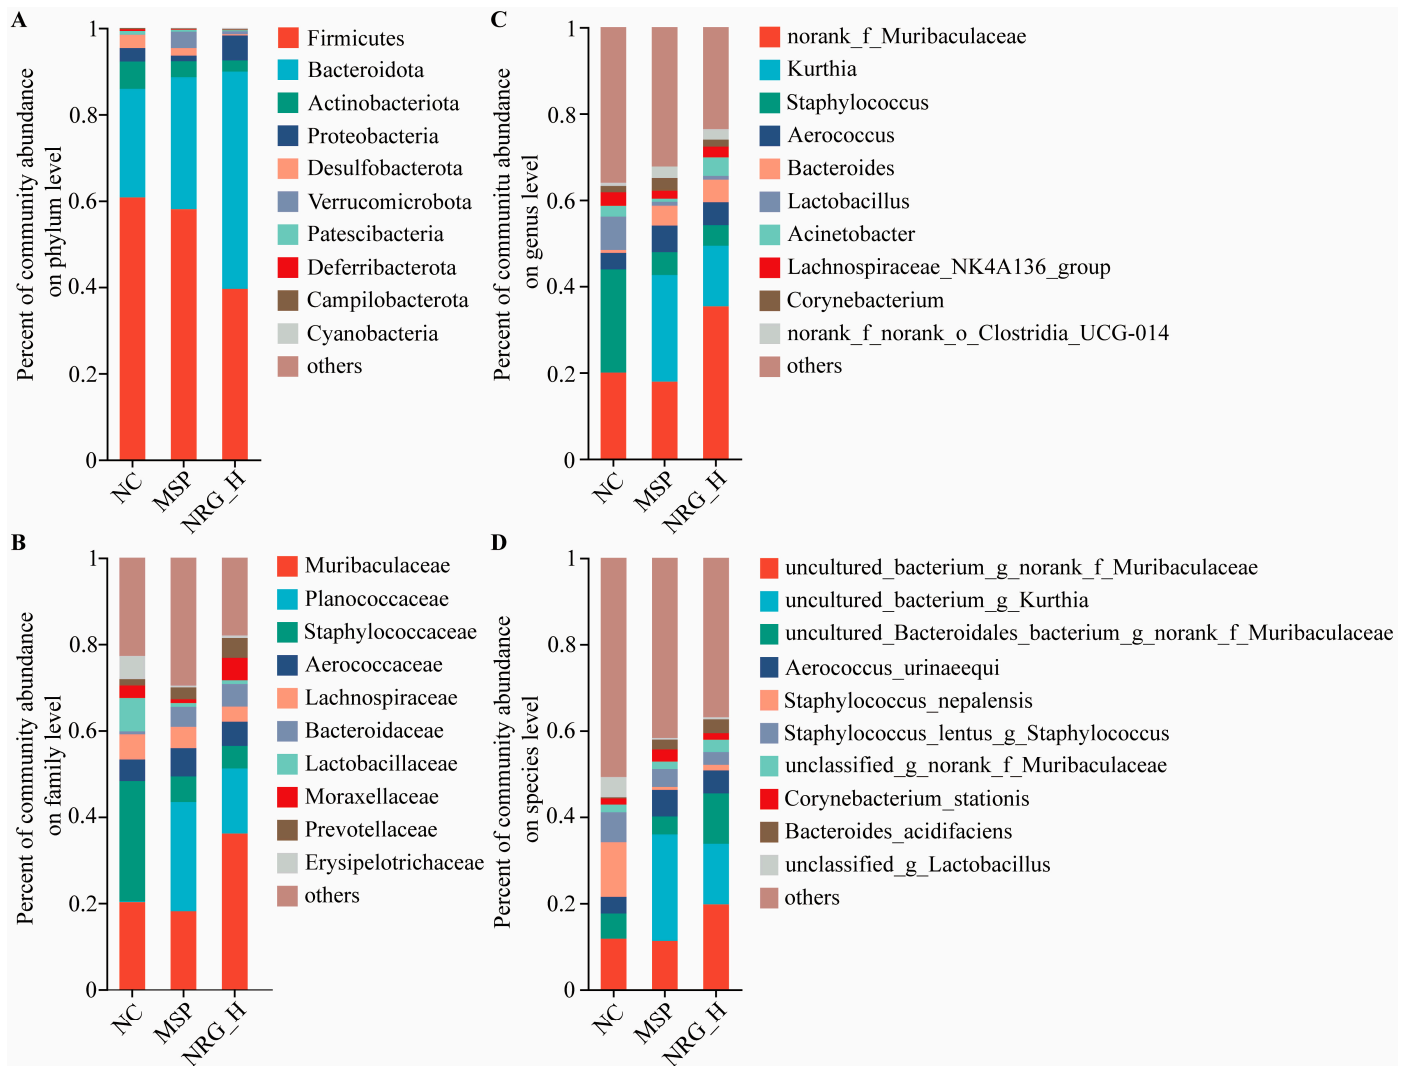 A
Percent of community abundance
on phylum level
1
0.8
0.6
0.4
0.2
0
NC
MSP
NRG_H
Firmicutes
Bacteroidota
Actinobacteriota
Proteobacteria
Desulfobacterota
Verrucomicrobota
Patescibacteria
Deferribacterota
Campilobacterota
Cyanobacteria
others
C
Percent of communitu abundance
on genus level
1
0.8
0.6
0.4
0.2
0
NC
MSP
NRG_H
norank_f_Muribaculaceae
Kurthia
Staphylococcus
Aerococcus
Bacteroides
Lactobacillus
Acinetobacter
Lachnospiraceae_NK4A136_group
Corynebacterium
norank_f_norank_o_Clostridia_UCG-014
others
B
Percent of community abundance
on family level
1
0.8
0.6
0.4
0.2
0
NC
MSP
NRG_H
Muribaculaceae
Planococcaceae
Staphylococcaceae
Aerococcaceae
Lachnospiraceae
Bacteroidaceae
Lactobacillaceae
Moraxellaceae
Prevotellaceae
Erysipelotrichaceae
others
D
Percent of community abundance
on species level
1
0.8
0.6
0.4
0.2
0
NC
MSP
NRG_H
uncultured_bacterium_g_norank_f_Muribaculaceae
uncultured_bacterium_g_Kurthia
uncultured_Bacteroidales_bacterium_g_norank_f_Muribaculaceae
Aerococcus_urinaeequi
Staphylococcus_nepalensis
Staphylococcus_lentus_g_Staphylococcus
unclassified_g_norank_f_Muribaculaceae
Corynebacterium_stationis
Bacteroides_acidifaciens
unclassified_g_Lactobacillus
others